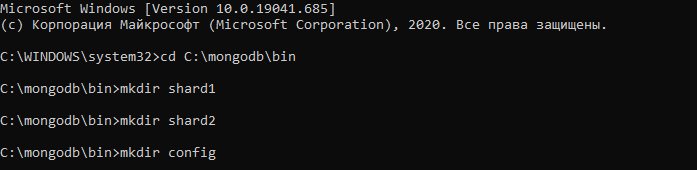 Microsoft Windows [Version 10.0.19041.685]
(c) Корпорация Майкрософт (Microsoft Corporation), 2020. Все права защищены.
C:\WINDOWS\system32>cd C:\mongodb\bin
C:\mongodb\bin>mkdir shard1
C:\mongodb\bin>mkdir shard2
C:\mongodb\bin>mkdir config